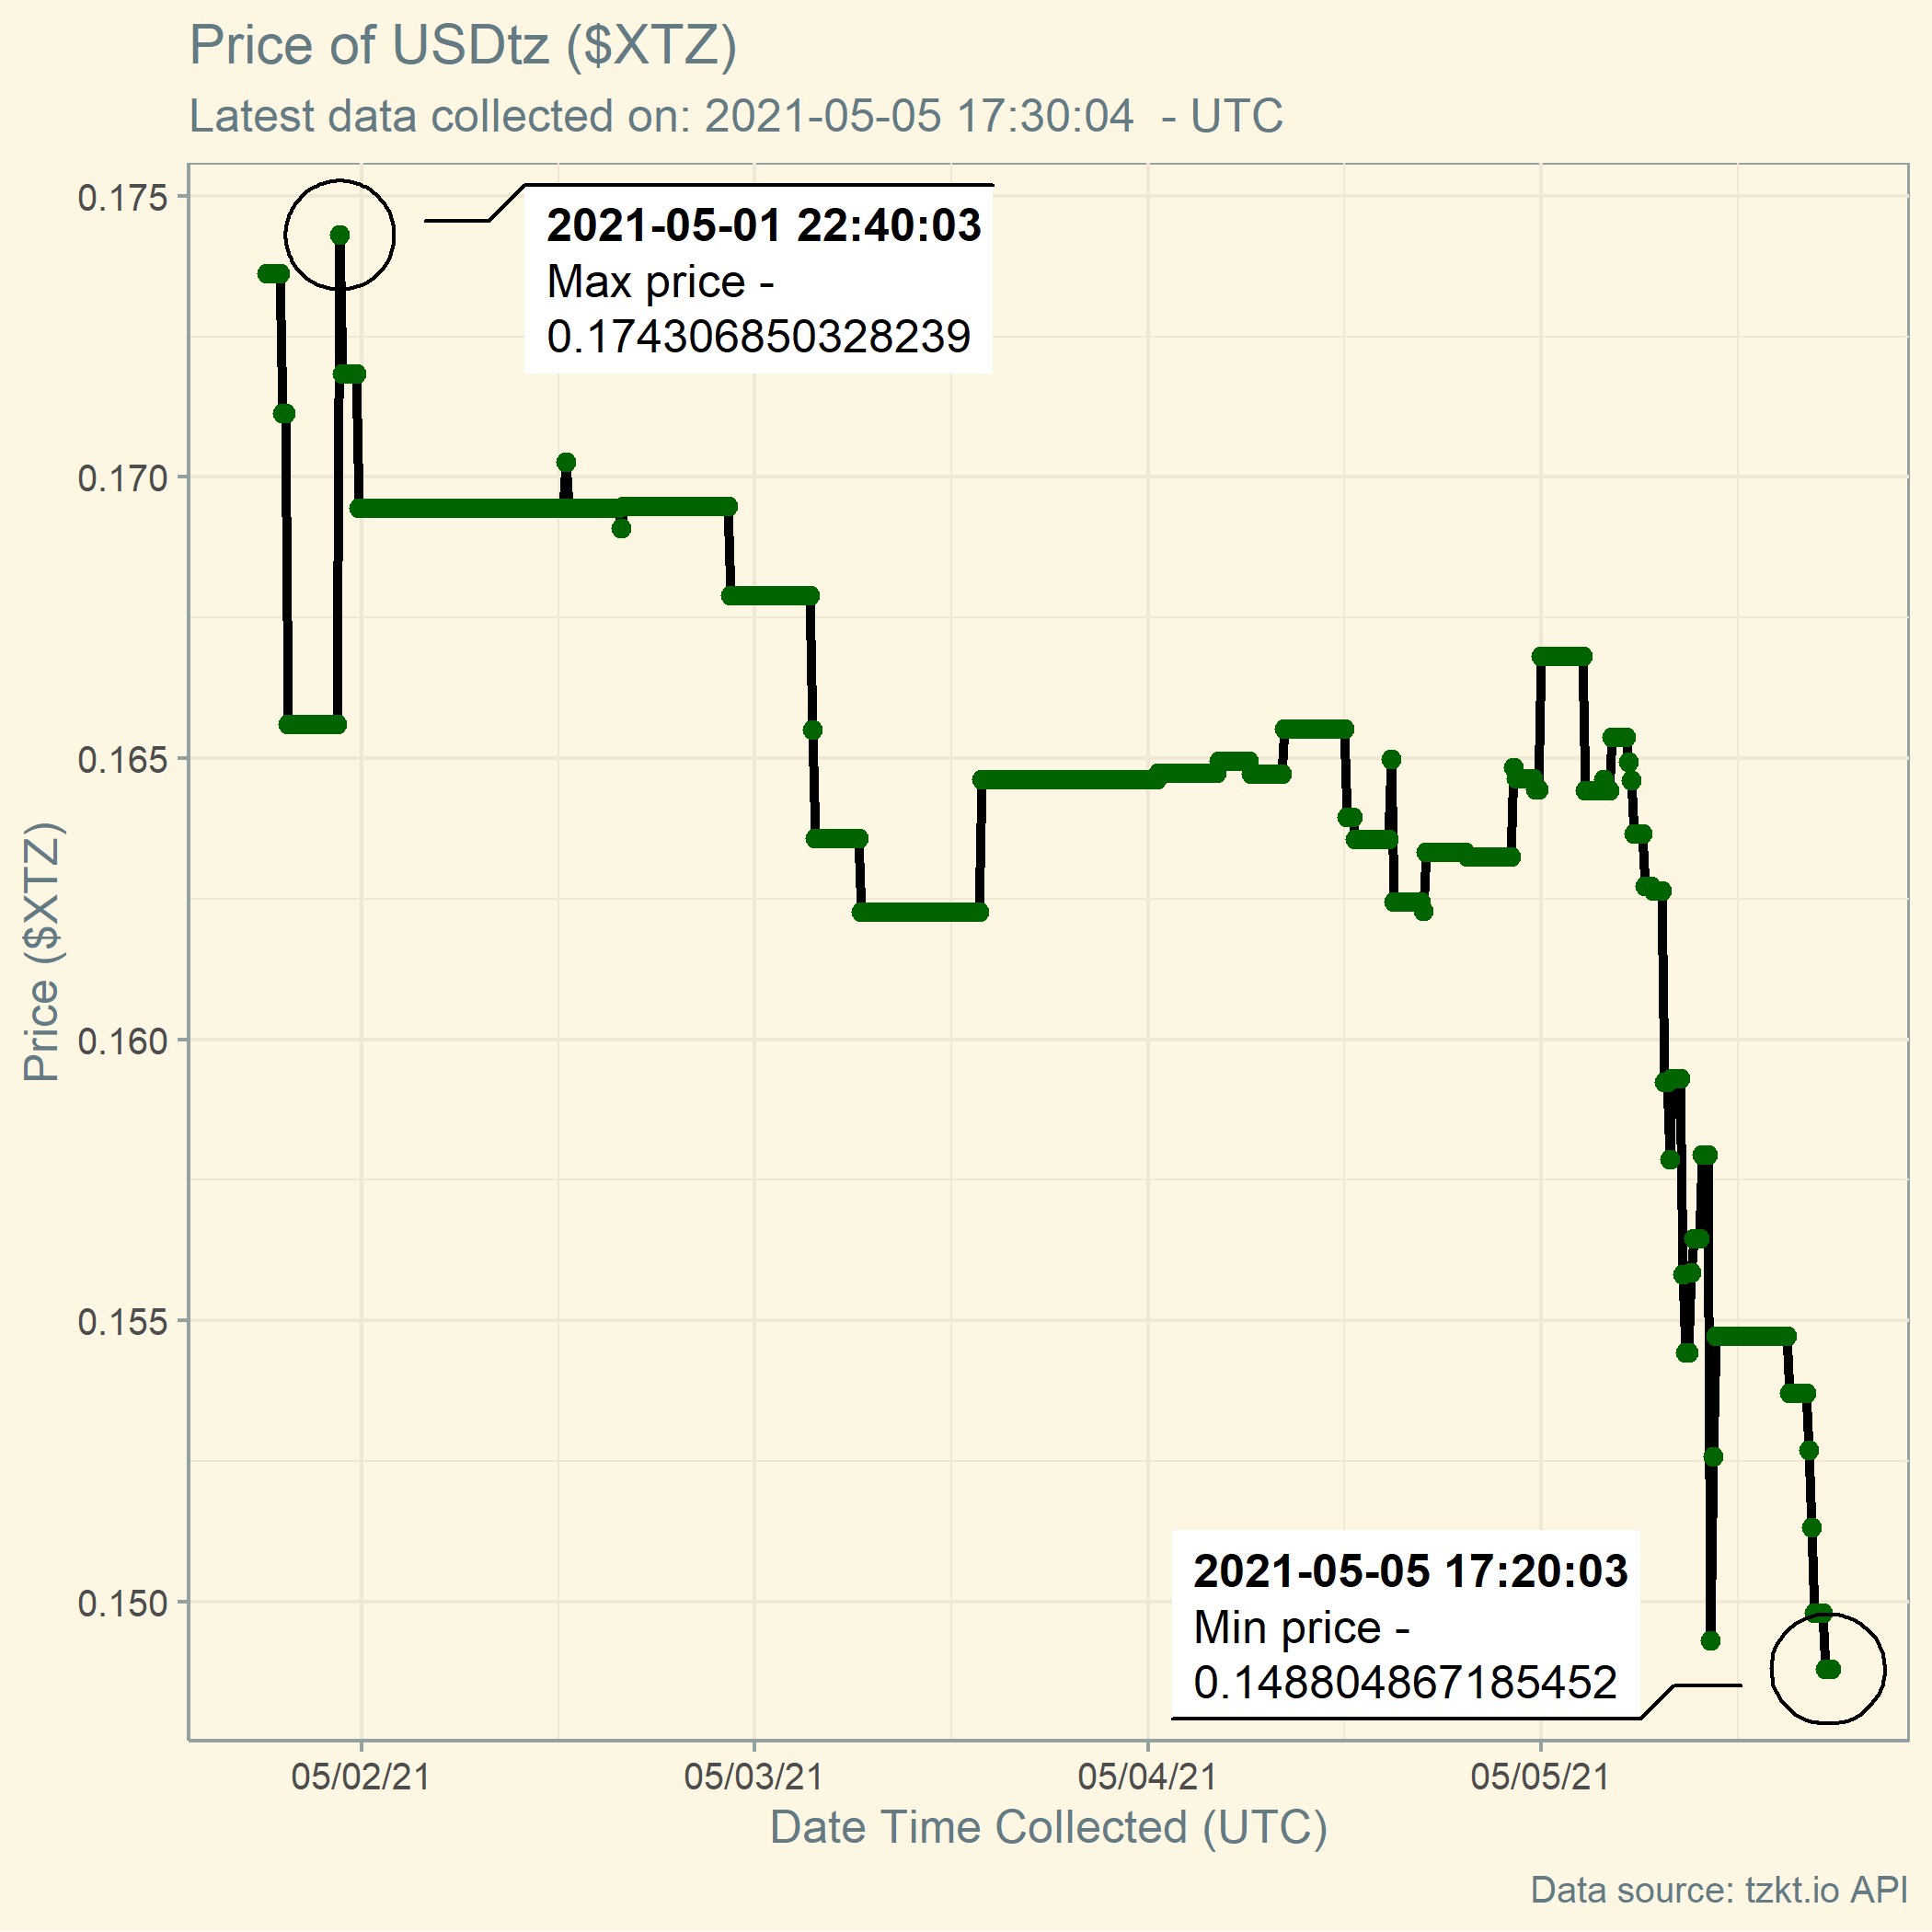 Price of USDtz ($XTZ)
Latest data collected on: 2021-05-05 17:30:04  - UTC
0.175
0.170
0.165
0.160
0.155
0.150
Price ($XTZ)
2021-05-01 22:40:03
Max price -
0.174306850328239
2021-05-05 17:20:03
Min price -
0.148804867185452
05/02/21
05/03/21
05/04/21
05/05/21
Date Time Collected (UTC)
Data source: tzkt.io API